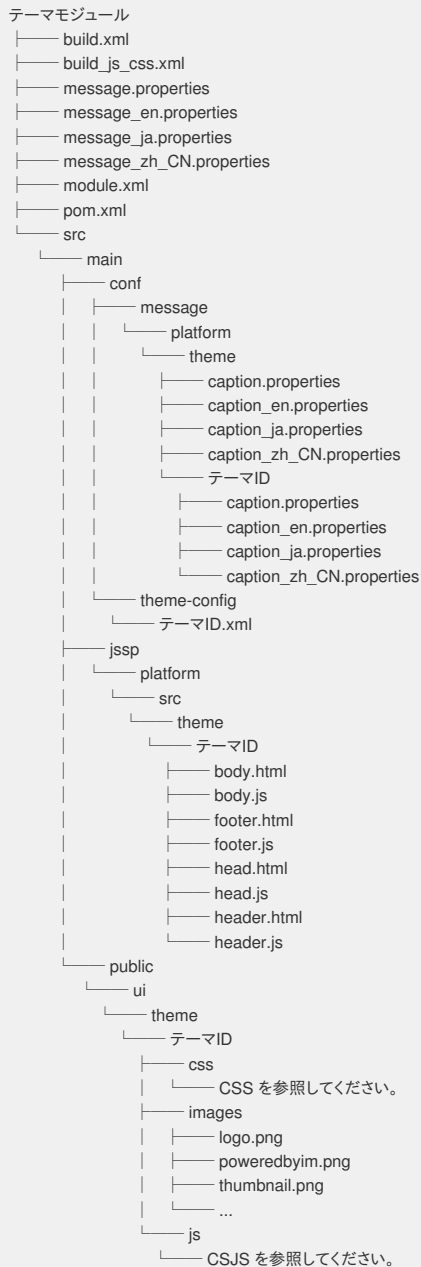 テーマモジュール
├── build.xml
├── build_js_css.xml
├── message.properties
├── message_en.properties
├── message_ja.properties
├── message_zh_CN.properties
├── module.xml
├── pom.xml
└── src
    └── main
        ├── conf
        │   ├── message
        │   │   └── platform
        │   │       └── theme
        │   │           ├── caption.properties
        │   │           ├── caption_en.properties
        │   │           ├── caption_ja.properties
        │   │           ├── caption_zh_CN.properties
        │   │           └── テーマID
        │   │               ├── caption.properties
        │   │               ├── caption_en.properties
        │   │               ├── caption_ja.properties
        │   │               └── caption_zh_CN.properties
        │   └── theme-config
        │       └── テーマID.xml
        ├── jssp
        │   └── platform
        │       └── src
        │           └── theme
        │               └── テーマID
        │                   ├── body.html
        │                   ├── body.js
        │                   ├── footer.html
        │                   ├── footer.js
        │                   ├── head.html
        │                   ├── head.js
        │                   ├── header.html
        │                   └── header.js
        └── public
            └── ui
                └── theme
                    └── テーマID
                        ├── css
                        │   └── CSS を参照してください。
                        ├── images
                        │   ├── logo.png
                        │   ├── poweredbyim.png
                        │   ├── thumbnail.png
                        │   └── ...
                        └── js
                            └── CSJS を参照してください。